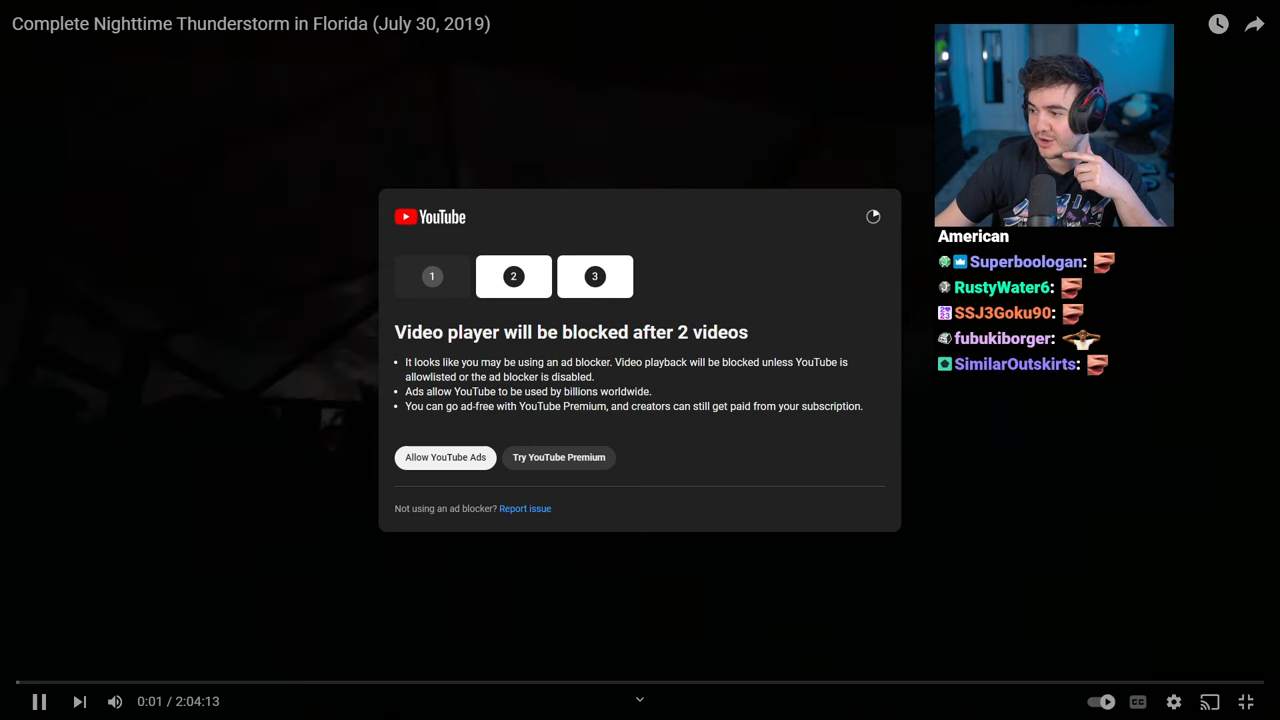 Complete Nighttime Thunderstorm in Florida (July 30, 2019)
American
Superboologan:
RustyWater6:
SSJ3Goku90:
fubukiborger:
SimilarOutskirts:
YouTube
1 2 3
Video player will be blocked after 2 videos
• It looks like you may be using an ad blocker. Video playback will be blocked unless YouTube is
allowlisted or the ad blocker is disabled.
• Ads allow YouTube to be used by billions worldwide.
• You can go ad-free with YouTube Premium, and creators can still get paid from your subscription.
Allow YouTube Ads Try YouTube Premium
Not using an ad blocker? Report issue
0:01 / 2:04:13
CC